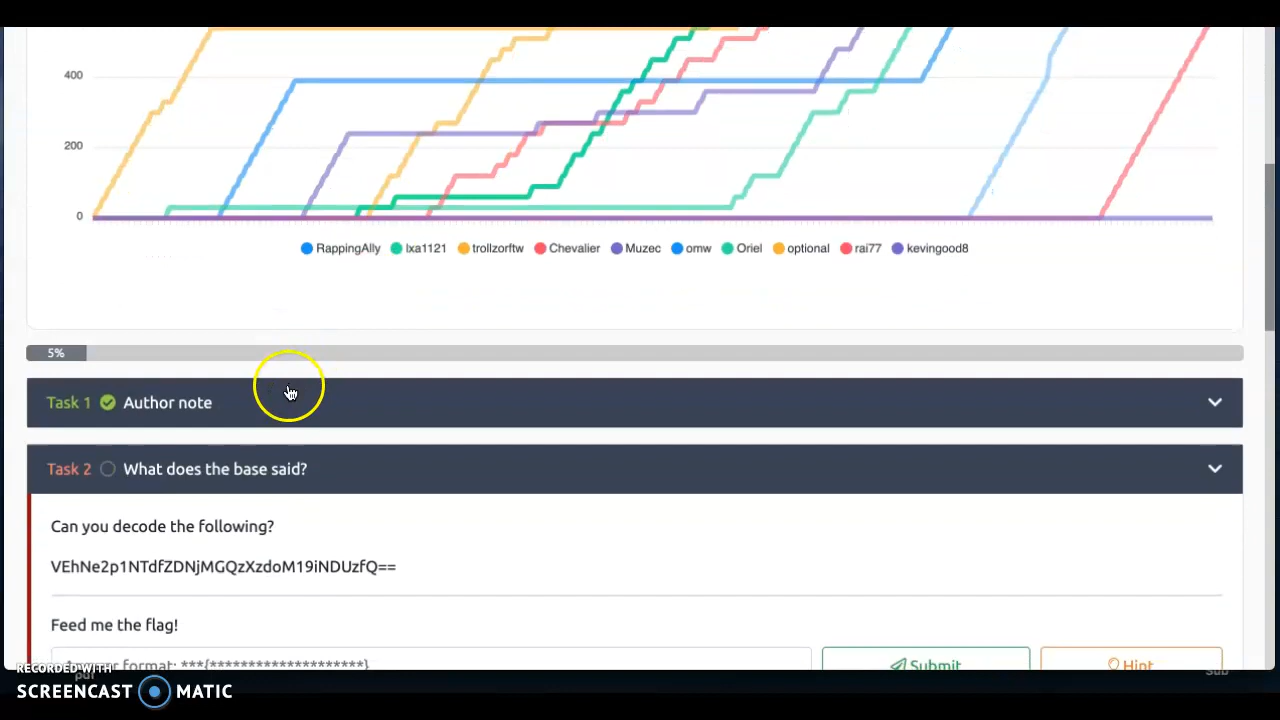 400
200
0
RappingAlly lxa1121 trollzorftw Chevalier Muzec omw Oriel optional rai77 kevingood8
5%
Task 1 Author note
Task 2 What does the base said?
Can you decode the following?
VEhNe2p1NTdfZDNjMGQzXzdoM19iNDUzfQ==
Feed me the flag!
format: ***{********************}
Submit
Hint
RECORDED WITH
SCREENCAST MATIC